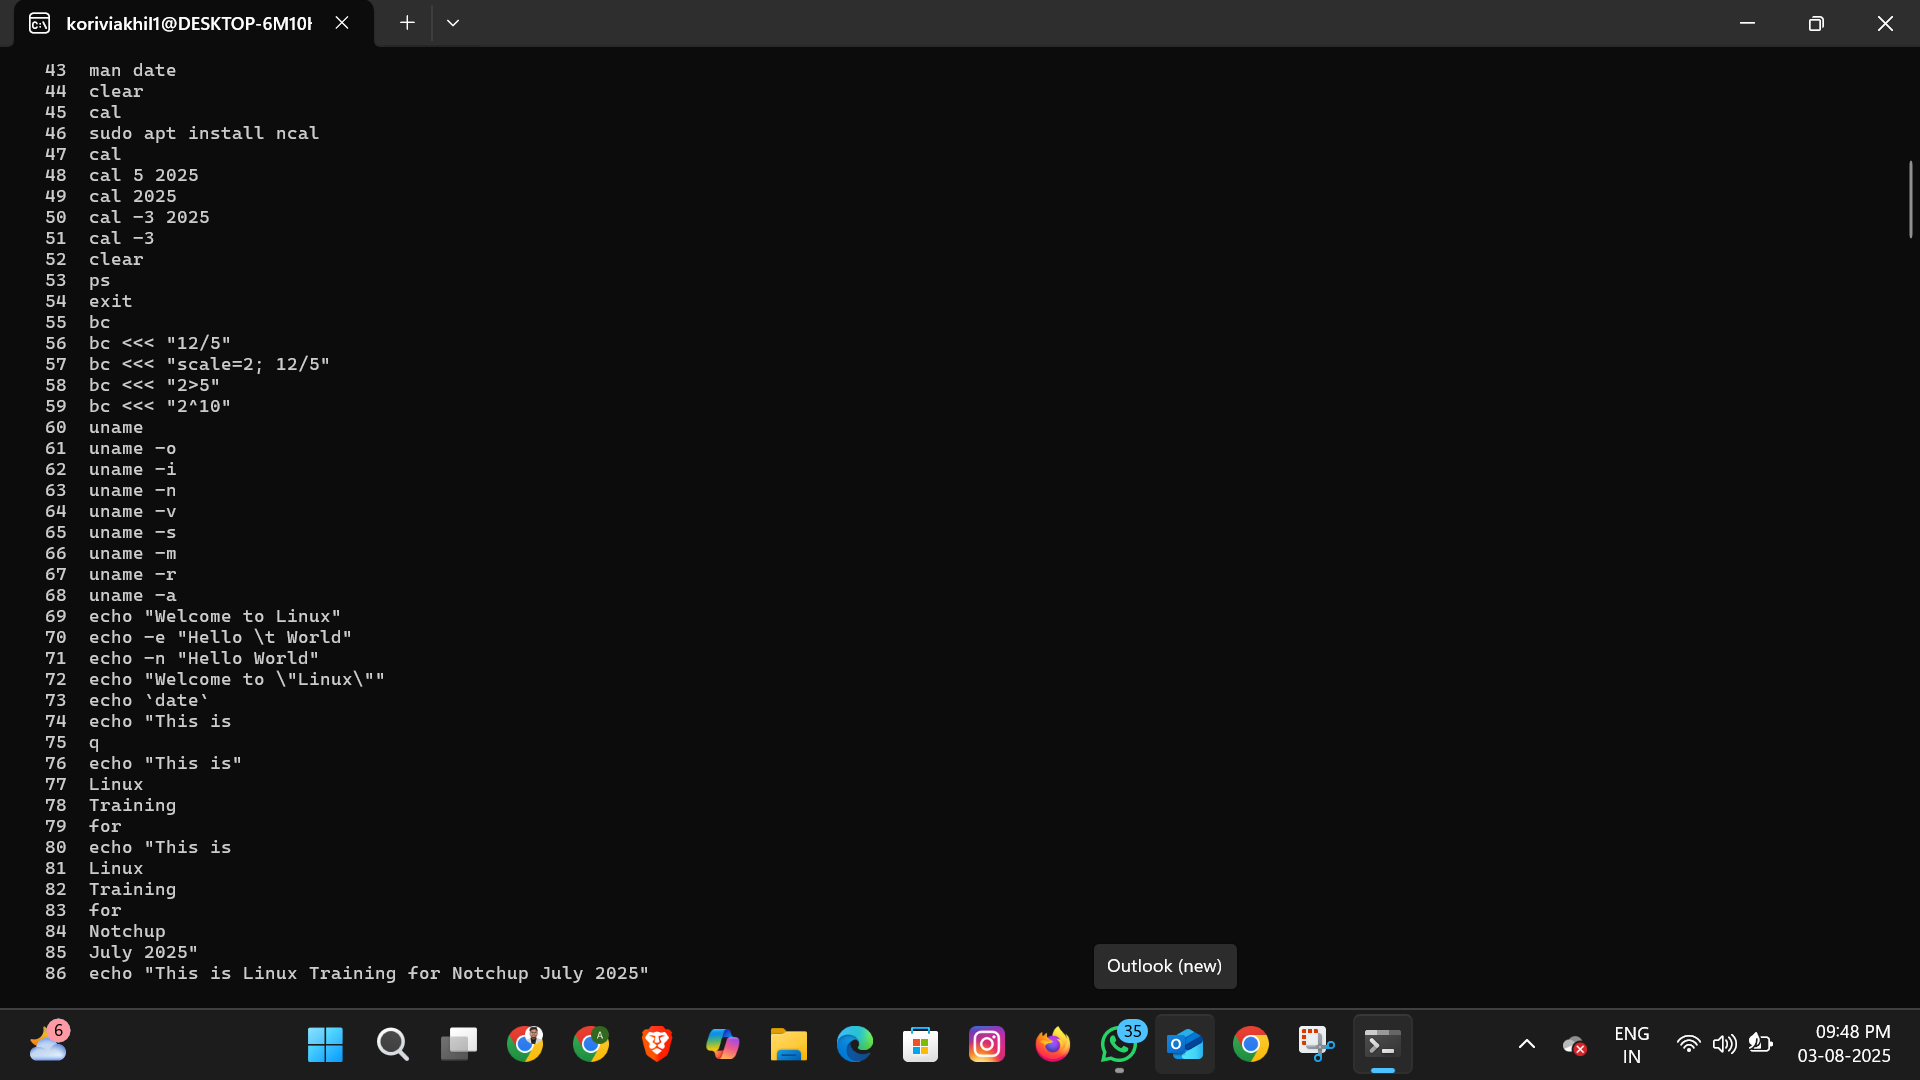 koriviakhil1@DESKTOP-6M10
43 man date
44 clear
45 cal
46 sudo apt install ncal
47 cal
48 cal 5 2025
49 cal 2025
50 cal -3 2025
51 cal -3
52 clear
53 ps
54 exit
55 bc
56 bc <<< "12/5"
57 bc <<< "scale=2; 12/5"
58 bc <<< "2>5"
59 bc <<< "2^10"
60 uname
61 uname -o
62 uname -i
63 uname -n
64 uname -v
65 uname -s
66 uname -m
67 uname -r
68 uname -a
69 echo "Welcome to Linux"
70 echo -e "Hello \t World"
71 echo -n "Hello World"
72 echo "Welcome to \"Linux\""
73 echo `date`
74 echo "This is
75 q
76 echo "This is"
77 Linux
78 Training
79 for
80 echo "This is
81 Linux
82 Training
83 for
84 Notchup
85 July 2025"
86 echo "This is Linux Training for Notchup July 2025"
Outlook (new)
6
A
35
ENG
IN
09:48 PM
03-08-2025